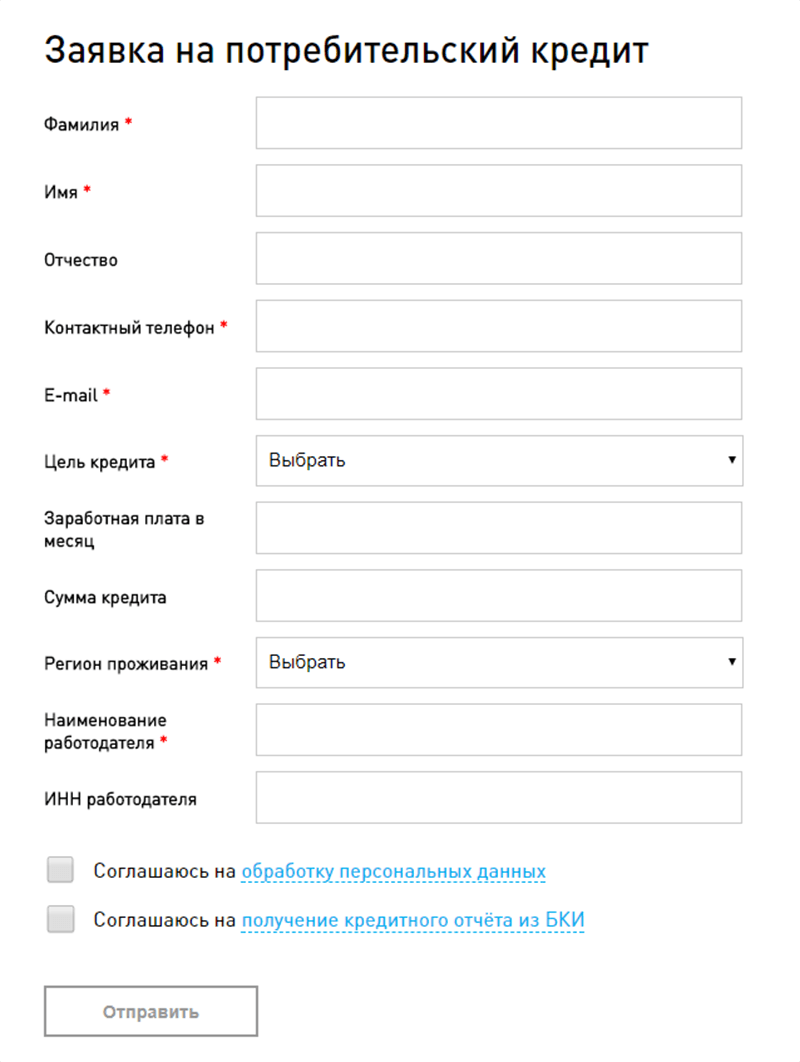 Заявка на потребительский кредит
Фамилия *
Имя *
Отчество
Контактный телефон *
E-mail *
Цель кредита *
Выбрать
Заработная плата в
месяц
Сумма кредита
Регион проживания *
Выбрать
Наименование
работодателя *
ИНН работодателя
Соглашаюсь на обработку персональных данных
Соглашаюсь на получение кредитного отчёта из БКИ
Отправить